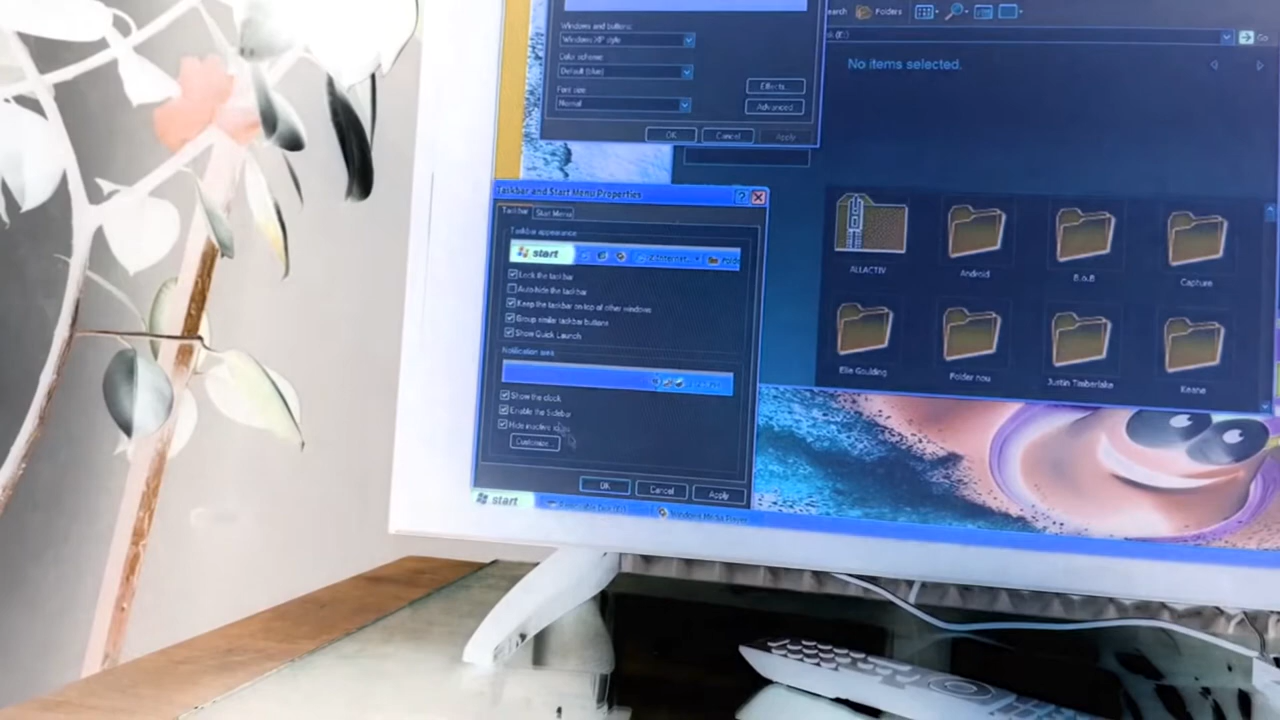 Folders
Windows and buttons:
Windows XP style
Color scheme:
Default (blue)
Font size
Normal
Effects...
Advanced
OK
Cancel
Apply
Go
No items selected.
Taskbar and Start Menu Properties
Taskbar
Start Menu
Taskbar appearance
start
Lock the taskbar
Auto-hide the taskbar
Keep the taskbar on top of other windows
Group similar taskbar buttons
Show Quick Launch
Notification area
Show the clock
Enable the Sidebar
Hide inactive
Customize...
OK
Cancel
Apply
ALLACTIV
Android
B.o.B
Capture
Ellie Goulding
Folder nou
Justin Timberlake
Keane
start
Windows Media Player